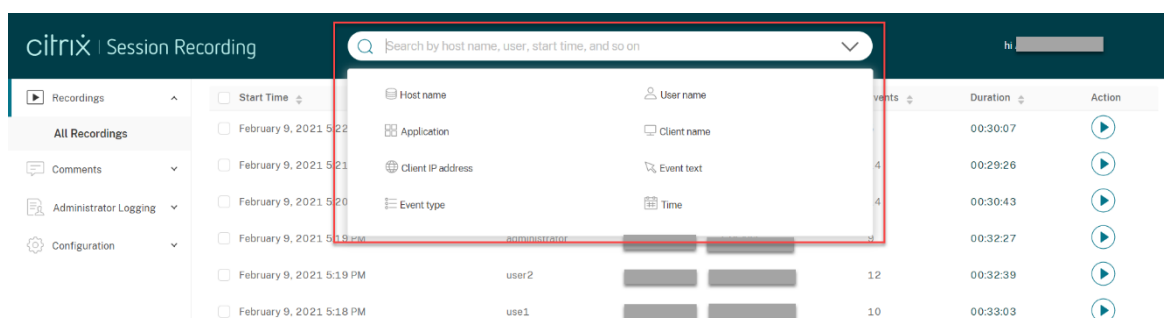 citrix | Session Recording
Search by host name, user, start time, and so on
hi
Recordings
All Recordings
Comments
Administrator Logging
Configuration
Start Time
Events Duration Action
Host name User name
Application Client name
Client IP address Event text
Event type Time
February 9, 2021 5:22 00:30:07
February 9, 2021 5:21 4 00:29:26
February 9, 2021 5:20 4 00:30:43
February 9, 2021 5:19 PM administrator 9 00:32:27
February 9, 2021 5:19 PM user2 12 00:32:39
February 9, 2021 5:18 PM use1 10 00:33:03